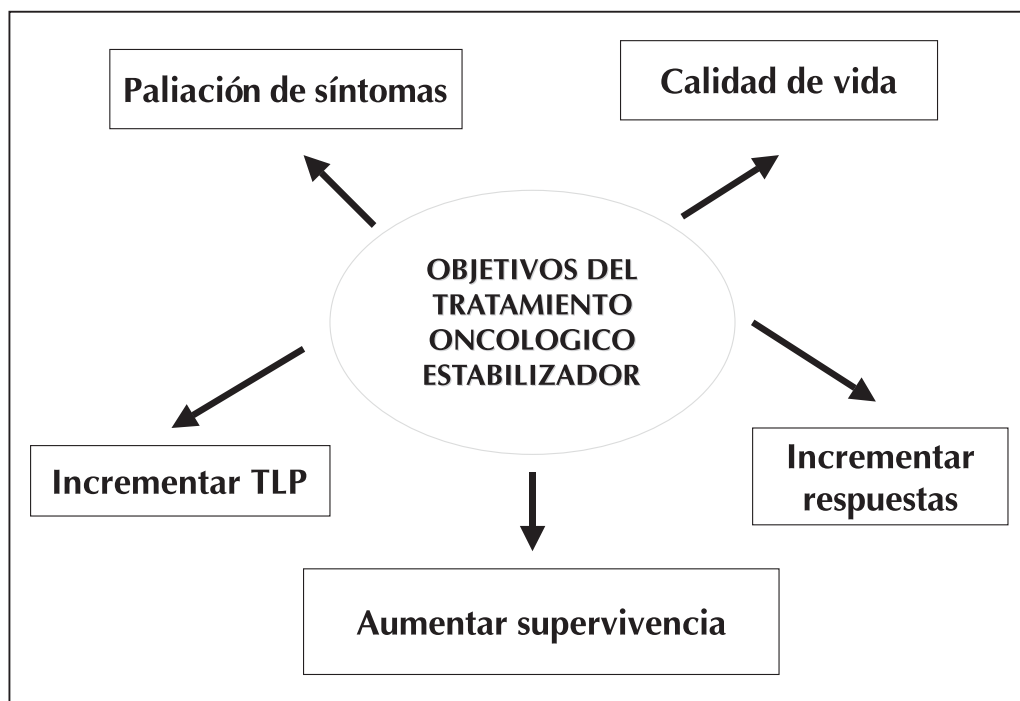 Paliación de síntomas
Calidad de vida
OBJETIVOS DEL
TRATAMIENTO
ONCOLOGICO
ESTABILIZADOR
Incrementar TLP
Incrementar
respuestas
Aumentar supervivencia